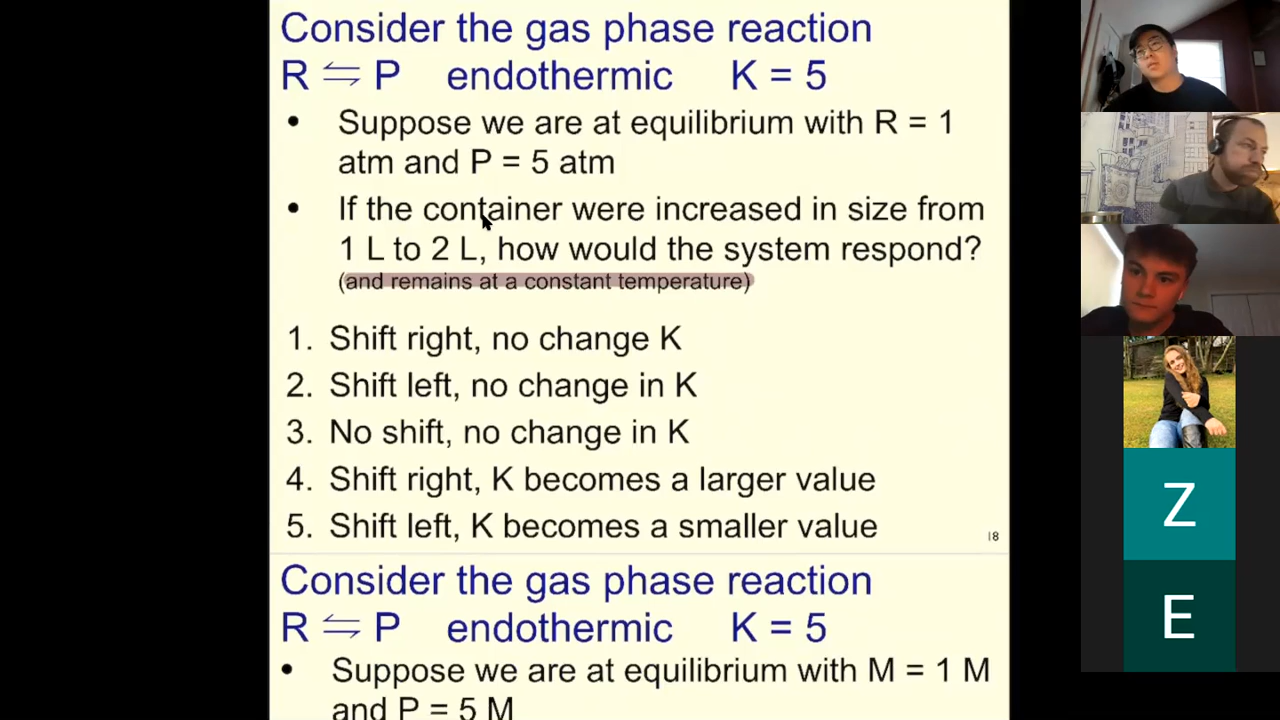 Consider the gas phase reaction
R ⇋ P endothermic K = 5
• Suppose we are at equilibrium with R = 1
atm and P = 5 atm
• If the container were increased in size from
1 L to 2 L, how would the system respond?
(and remains at a constant temperature)
1. Shift right, no change K
2. Shift left, no change in K
3. No shift, no change in K
4. Shift right, K becomes a larger value
5. Shift left, K becomes a smaller value
18
Consider the gas phase reaction
R ⇋ P endothermic K = 5
• Suppose we are at equilibrium with M = 1 M
and P = 5 M
Z
E